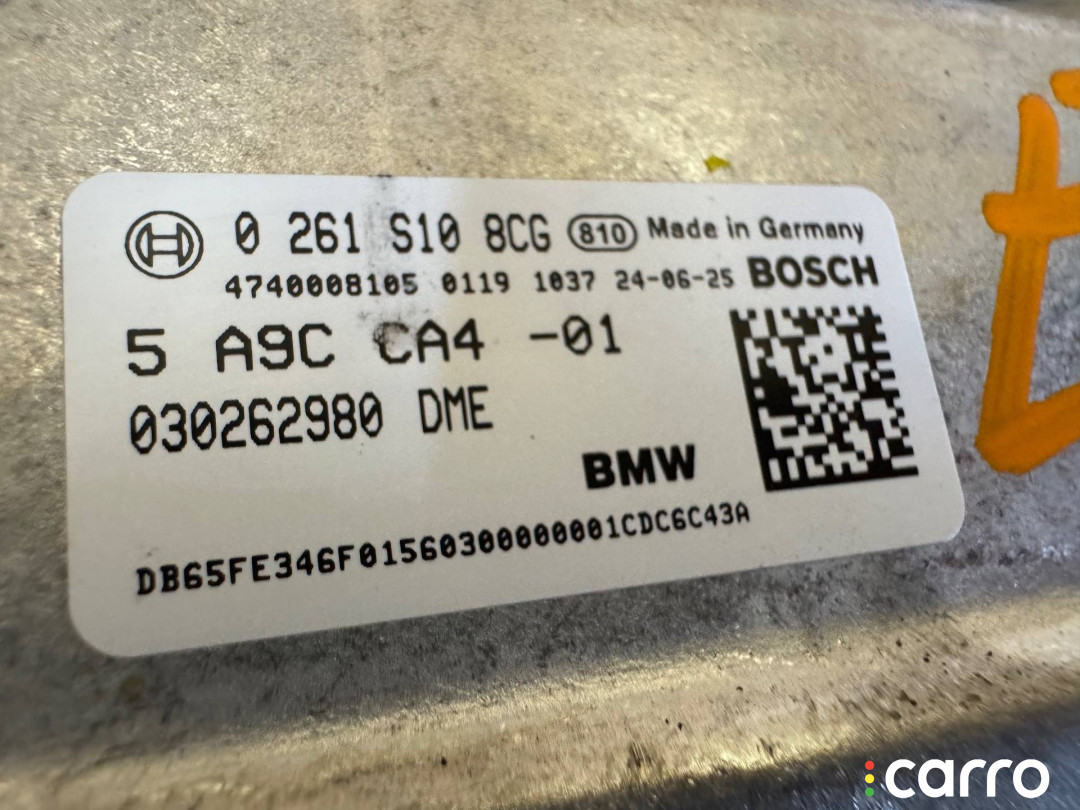 0 261 S10 8CG 810 Made in Germany
4740008105 0119 1037 24-06-25 BOSCH
5 A9C CA4 -01
030262980 DME
BMW
DB65FE346F01560300000001CDC6C43A
carro